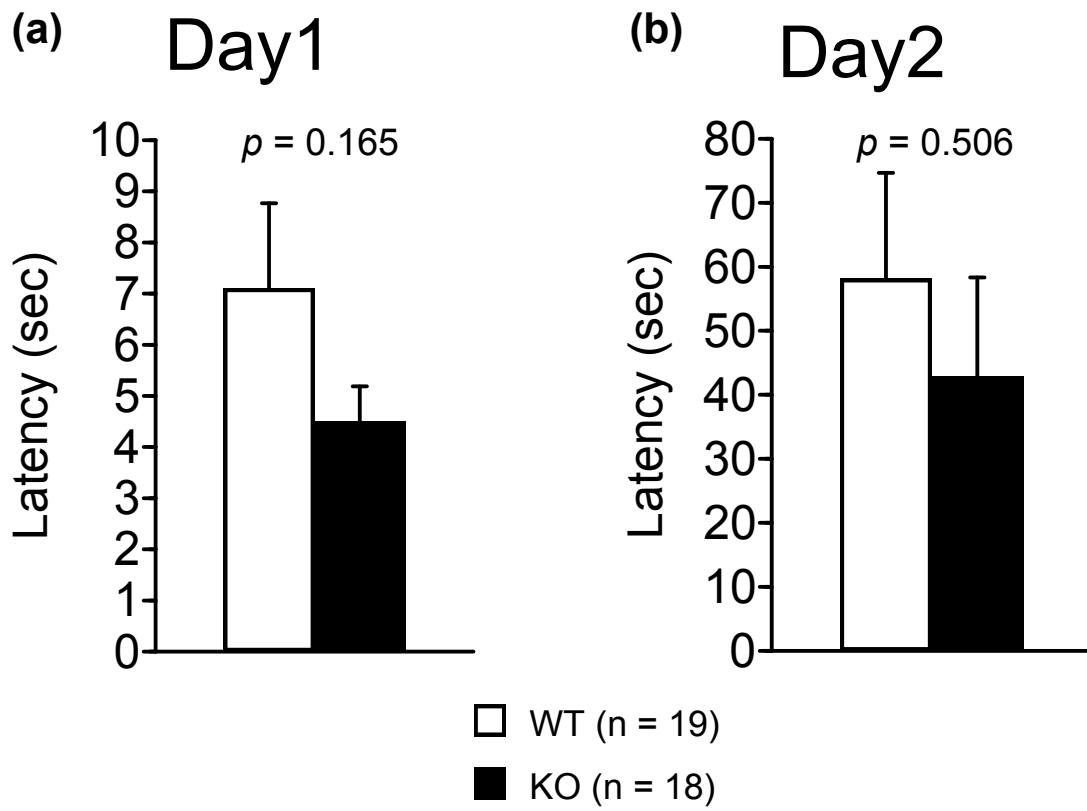 (a) Day1
p = 0.165
10
9
8
7
6
5
4
3
2
1
0
Latency (sec)
(b) Day2
p = 0.506
80
70
60
50
40
30
20
10
0
Latency (sec)
WT (n = 19)
KO (n = 18)